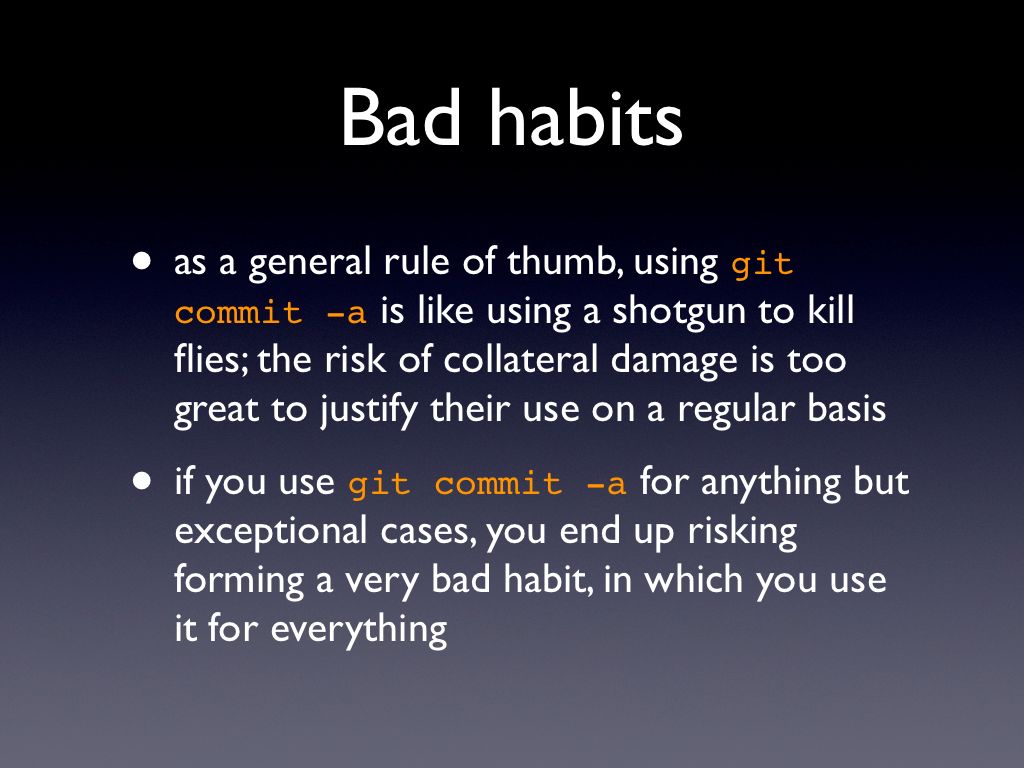 Bad habits
• as a general rule of thumb, using git
commit -a is like using a shotgun to kill
flies; the risk of collateral damage is too
great to justify their use on a regular basis
• if you use git commit -a for anything but
exceptional cases, you end up risking
forming a very bad habit, in which you use
it for everything